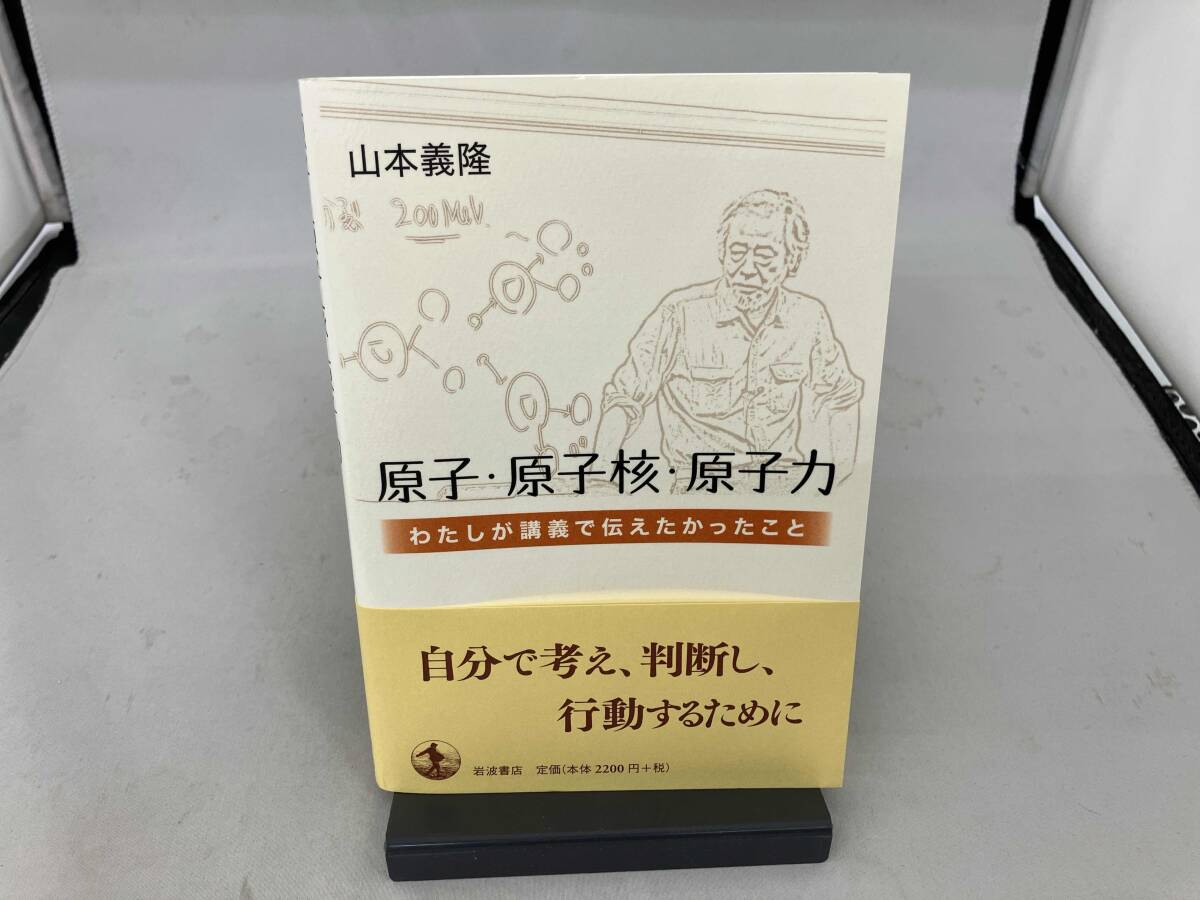 山本義隆
200MeV
原子・原子核・原子力
わたしが講義で伝えたかったこと
自分で考え、判断し、
行動するために
岩波書店 定価(本体 2200 円+税)